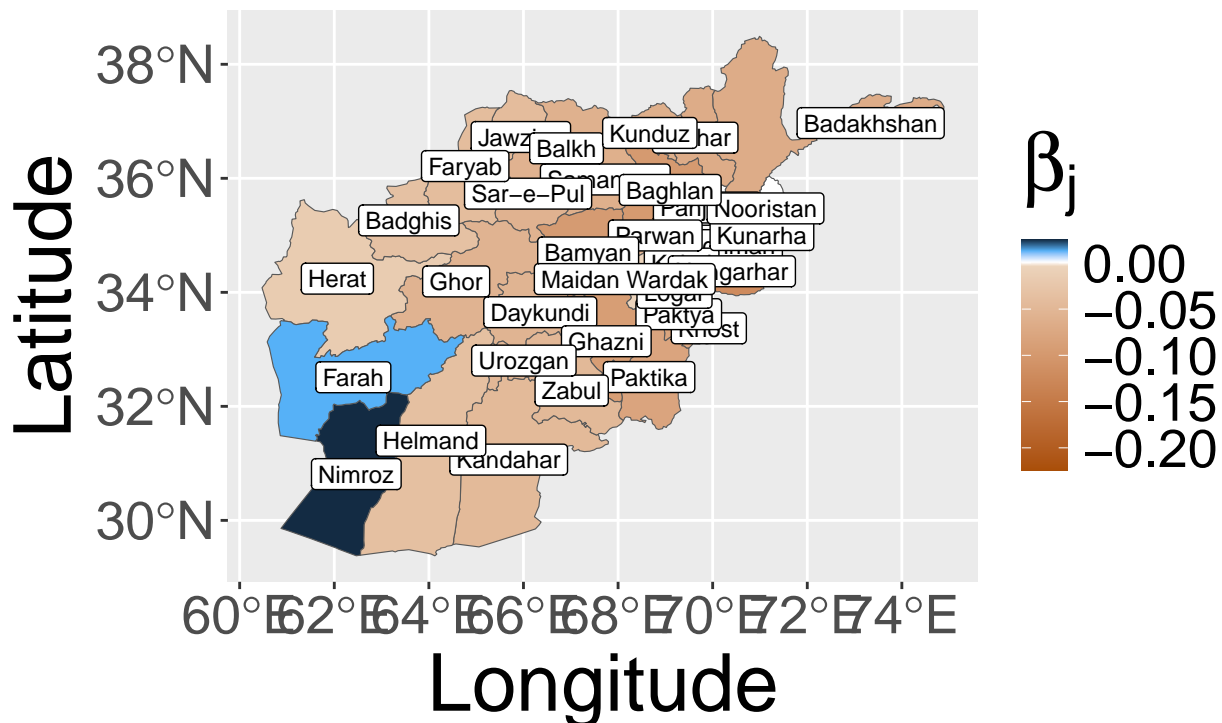 Latitude
38°N
36°N
34°N
32°N
30°N
Badakhshan
Kunduz
Balkh
Faryab
Sar−e−Pul
Baghlan
Nooristan
Badghis
Parwan
Kunarha
Bamyan
Herat
Ghor
Maidan Wardak
Daykundi
Paktya
Ghazni
Urozgan
Farah
Zabul
Paktika
Helmand
Kandahar
Nimroz
60°E 62°E 64°E 66°E 68°E 70°E 72°E 74°E
Longitude
βj
0.00
−0.05
−0.10
−0.15
−0.20